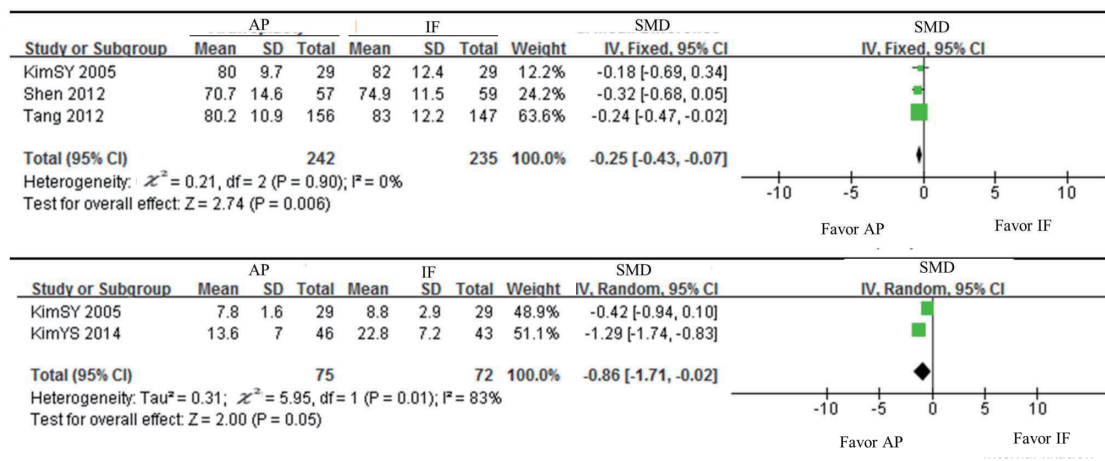 AP IF SMD SMD
Study or Subgroup Mean SD Total Mean SD Total Weight IV, Fixed, 95% CI IV, Fixed, 95% CI
KimSY 2005 80 9.7 29 82 12.4 29 12.2% -0.18 [-0.69, 0.34]
Shen 2012 70.7 14.6 57 74.9 11.5 59 24.2% -0.32 [-0.68, 0.05]
Tang 2012 80.2 10.9 156 83 12.2 147 63.6% -0.24 [-0.47, -0.02]
Total (95% CI) 242 235 100.0% -0.25 [-0.43, -0.07]
Heterogeneity: χ² = 0.21, df = 2 (P = 0.90); I² = 0%
Test for overall effect: Z = 2.74 (P = 0.006)
-10 -5 0 5 10
Favor AP Favor IF
AP IF SMD SMD
Study or Subgroup Mean SD Total Mean SD Total Weight IV, Random, 95% CI IV, Random, 95% CI
KimSY 2005 7.8 1.6 29 8.8 2.9 29 48.9% -0.42 [-0.94, 0.10]
KimYS 2014 13.6 7 46 22.8 7.2 43 51.1% -1.29 [-1.74, -0.83]
Total (95% CI) 75 72 100.0% -0.86 [-1.71, -0.02]
Heterogeneity: Tau² = 0.31; χ² = 5.95, df = 1 (P = 0.01); I² = 83%
Test for overall effect: Z = 2.00 (P = 0.05)
-10 -5 0 5 10
Favor AP Favor IF